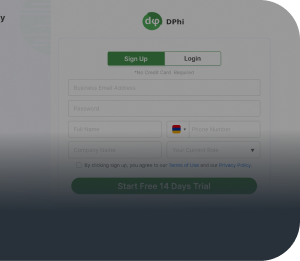 y
dφ DPhi
Sign Up Login
*No Credit Card Required
Business Email Address
Password
Full Name Phone Number
Company Name
By clicking sign up, you agree to our Terms of Use and our Privacy Policy
Start Free 14 Days Trial